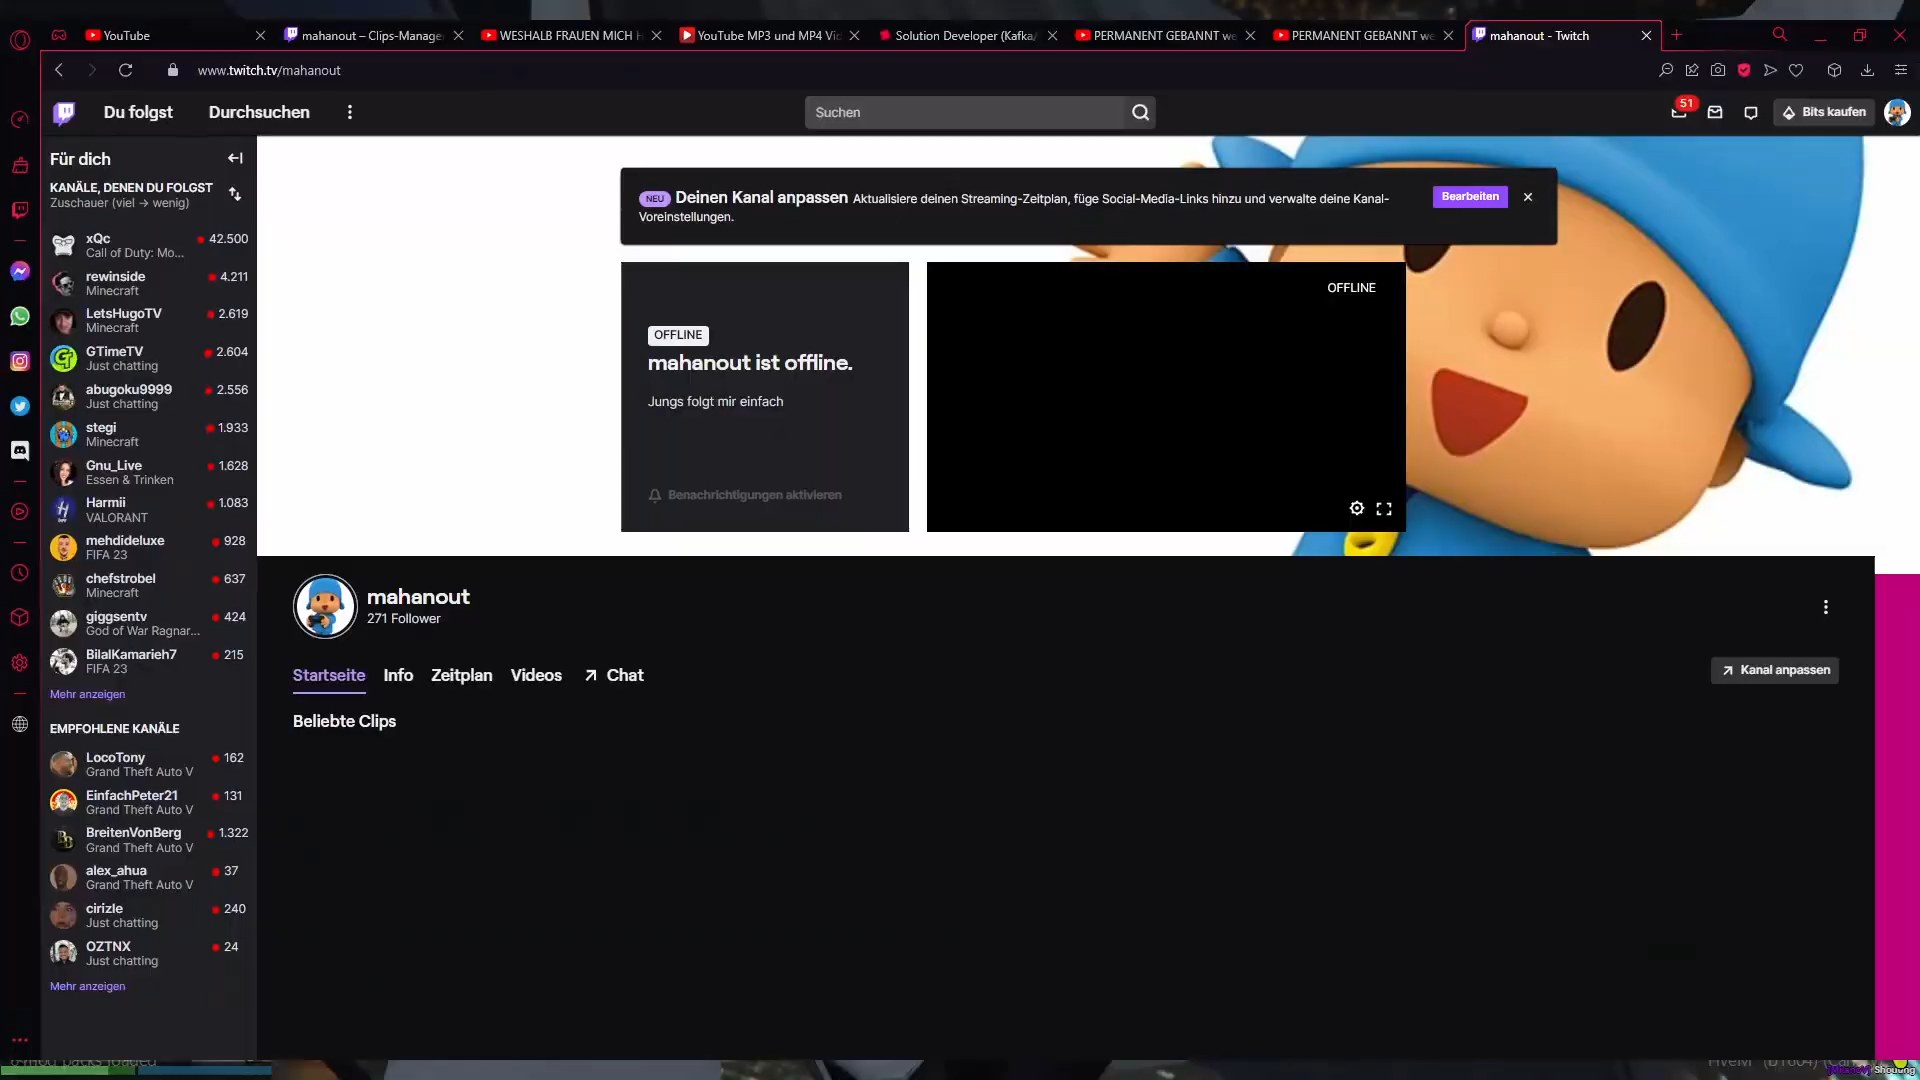 YouTube
mahanout – Clips-Manage
WESHALB FRAUEN MICH H
YouTube MP3 und MP4 Vi
Solution Developer (Kafka/
PERMANENT GEBANNT we
PERMANENT GEBANNT we
mahanout - Twitch
www.twitch.tv/mahanout
Du folgst
Durchsuchen
Suchen
51
Bits kaufen
Für dich
KANÄLE, DENEN DU FOLGST
Zuschauer (viel → wenig)
xQc 42.500
Call of Duty: Mo...
rewinside 4.211
Minecraft
LetsHugoTV 2.619
Minecraft
GTimeTV 2.604
Just chatting
abugoku9999 2.556
Just chatting
stegi 1.933
Minecraft
Gnu_Live 1.628
Essen & Trinken
Harmii 1.083
VALORANT
mehdideluxe 928
FIFA 23
chefstrobel 637
Minecraft
giggsentv 424
God of War Ragnar...
BilalKamarieh7 215
FIFA 23
Mehr anzeigen
EMPFOHLENE KANÄLE
LocoTony 162
Grand Theft Auto V
EinfachPeter21 131
Grand Theft Auto V
BreitenVonBerg 1.322
Grand Theft Auto V
alex_ahua 37
Grand Theft Auto V
cirizle 240
Just chatting
OZTNX 24
Just chatting
Mehr anzeigen
NEU Deinen Kanal anpassen Aktualisiere deinen Streaming-Zeitplan, füge Social-Media-Links hinzu und verwalte deine Kanal-
Voreinstellungen.
Bearbeiten
OFFLINE
mahanout ist offline.
Jungs folgt mir einfach
Benachrichtigungen aktivieren
OFFLINE
mahanout
271 Follower
Startseite
Info
Zeitplan
Videos
Chat
Kanal anpassen
Beliebte Clips
packs loaded